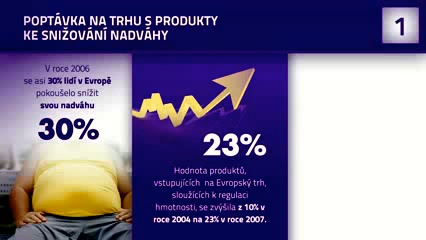 POPTÁVKA NA TRHU S PRODUKTY
KE SNIŽOVÁNÍ NADVÁHY
1
V roce 2006
se asi 30% lidí v Evropě
pokoušelo snížit
svou nadváhu
30%
23%
Hodnota produktů,
vstupujících na Evropský trh,
sloužících k regulaci
hmotnosti, se zvýšila z 10% v
roce 2004 na 23% v roce 2007.